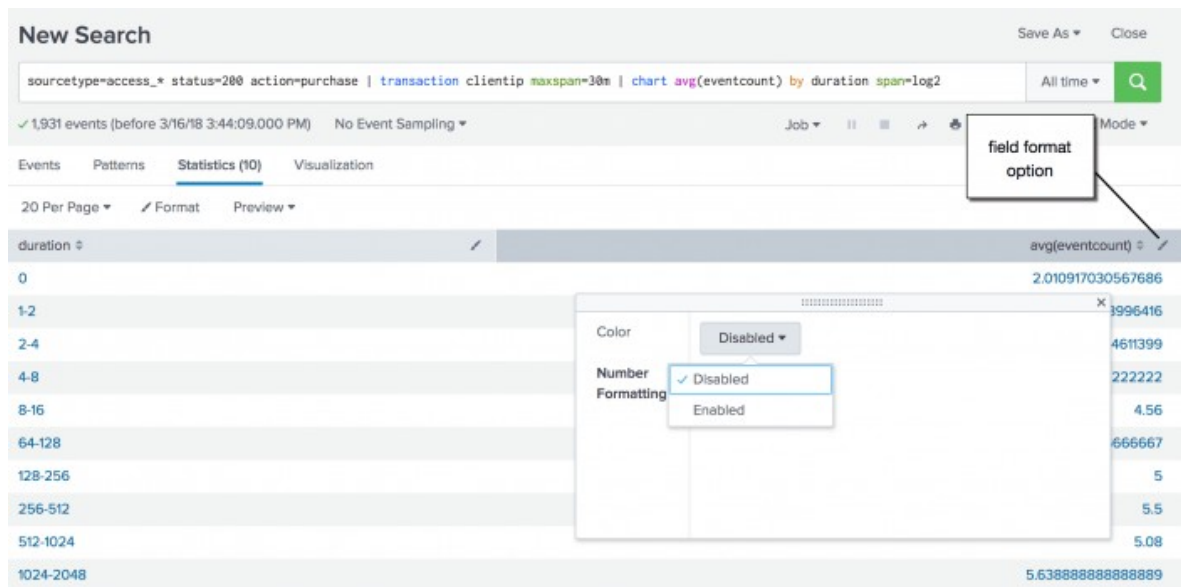 New Search
Save As Close
sourcetype=access_* status=200 action=purchase | transaction clientip maxspan=30m | chart avg(eventcount) by duration span=log2
All time
1,931 events (before 3/16/18 3:44:09.000 PM) No Event Sampling
Job Mode
field format
option
Events Patterns Statistics (10) Visualization
20 Per Page Format Preview
duration avg(eventcount)
0 2.010917030567686
1-2 3996416
Color Disabled
2-4 4611399
Number
Formatting
Disabled
4-8 222222
Enabled
8-16 4.56
64-128 6666667
128-256 5
256-512 5.5
512-1024 5.08
1024-2048 5.638888888888889